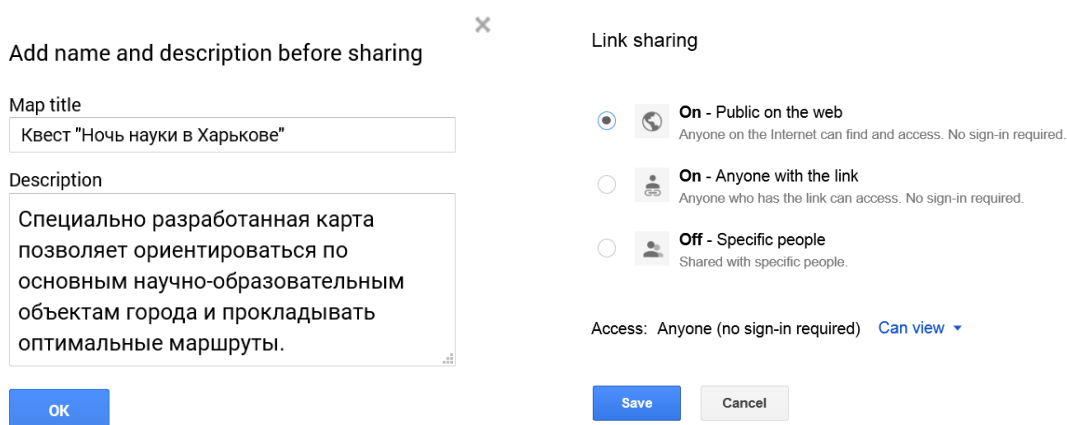 Add name and description before sharing
Map title
Квест "Ночь науки в Харькове"
Description
Специально разработанная карта
позволяет ориентироваться по
основным научно-образовательным
объектам города и прокладывать
оптимальные маршруты.
OK
Link sharing
On - Public on the web
Anyone on the Internet can find and access. No sign-in required.
On - Anyone with the link
Anyone who has the link can access. No sign-in required.
Off - Specific people
Shared with specific people.
Access: Anyone (no sign-in required) Can view
Save Cancel